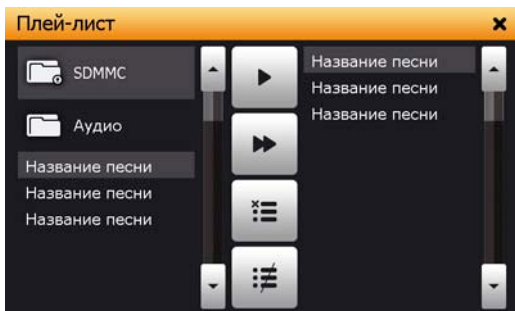 Плей-лист
SDMMC
Аудио
Название песни
Название песни
Название песни
Название песни
Название песни
Название песни